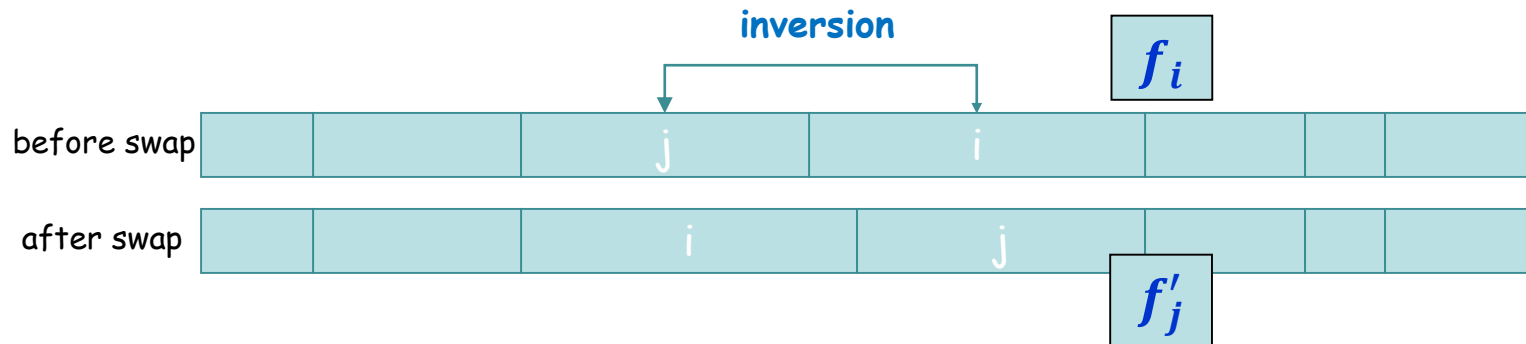 inversion
f_i
before swap j i
after swap i j
f'_j